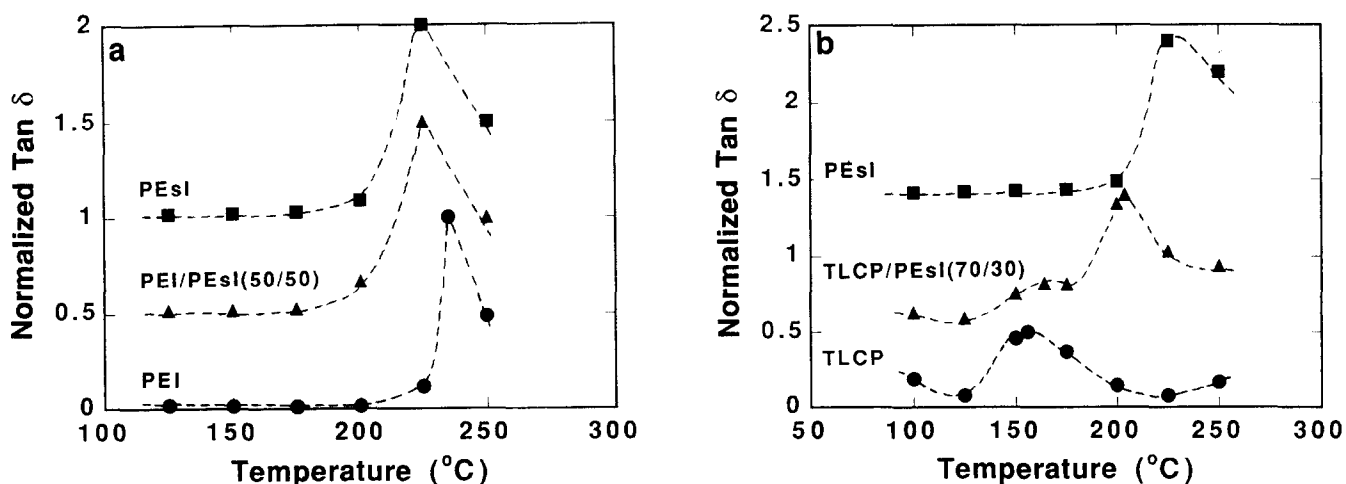 a
Normalized Tan δ
2
1.5
1
0.5
0
PEsI
PEI/PEsI(50/50)
PEI
100
150
200
250
300
Temperature (°C)
b
Normalized Tan δ
2.5
2
1.5
1
0.5
0
PEsI
TLCP/PEsI(70/30)
TLCP
50
100
150
200
250
300
Temperature (°C)